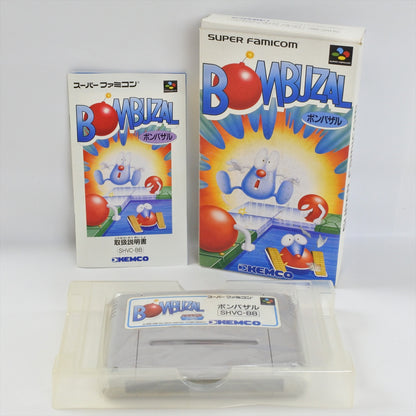 SUPER FAMICOM
BOMBUZAL
ボンバザル
KEMCO
スーパーファミコン
BOMBUZAL
ボンバザル
取扱説明書
[SHVC-BB]
KEMCO
スーパーファミコン
BOMBUZAL
ボンバザル
[SHVC-BB]
KEMCO